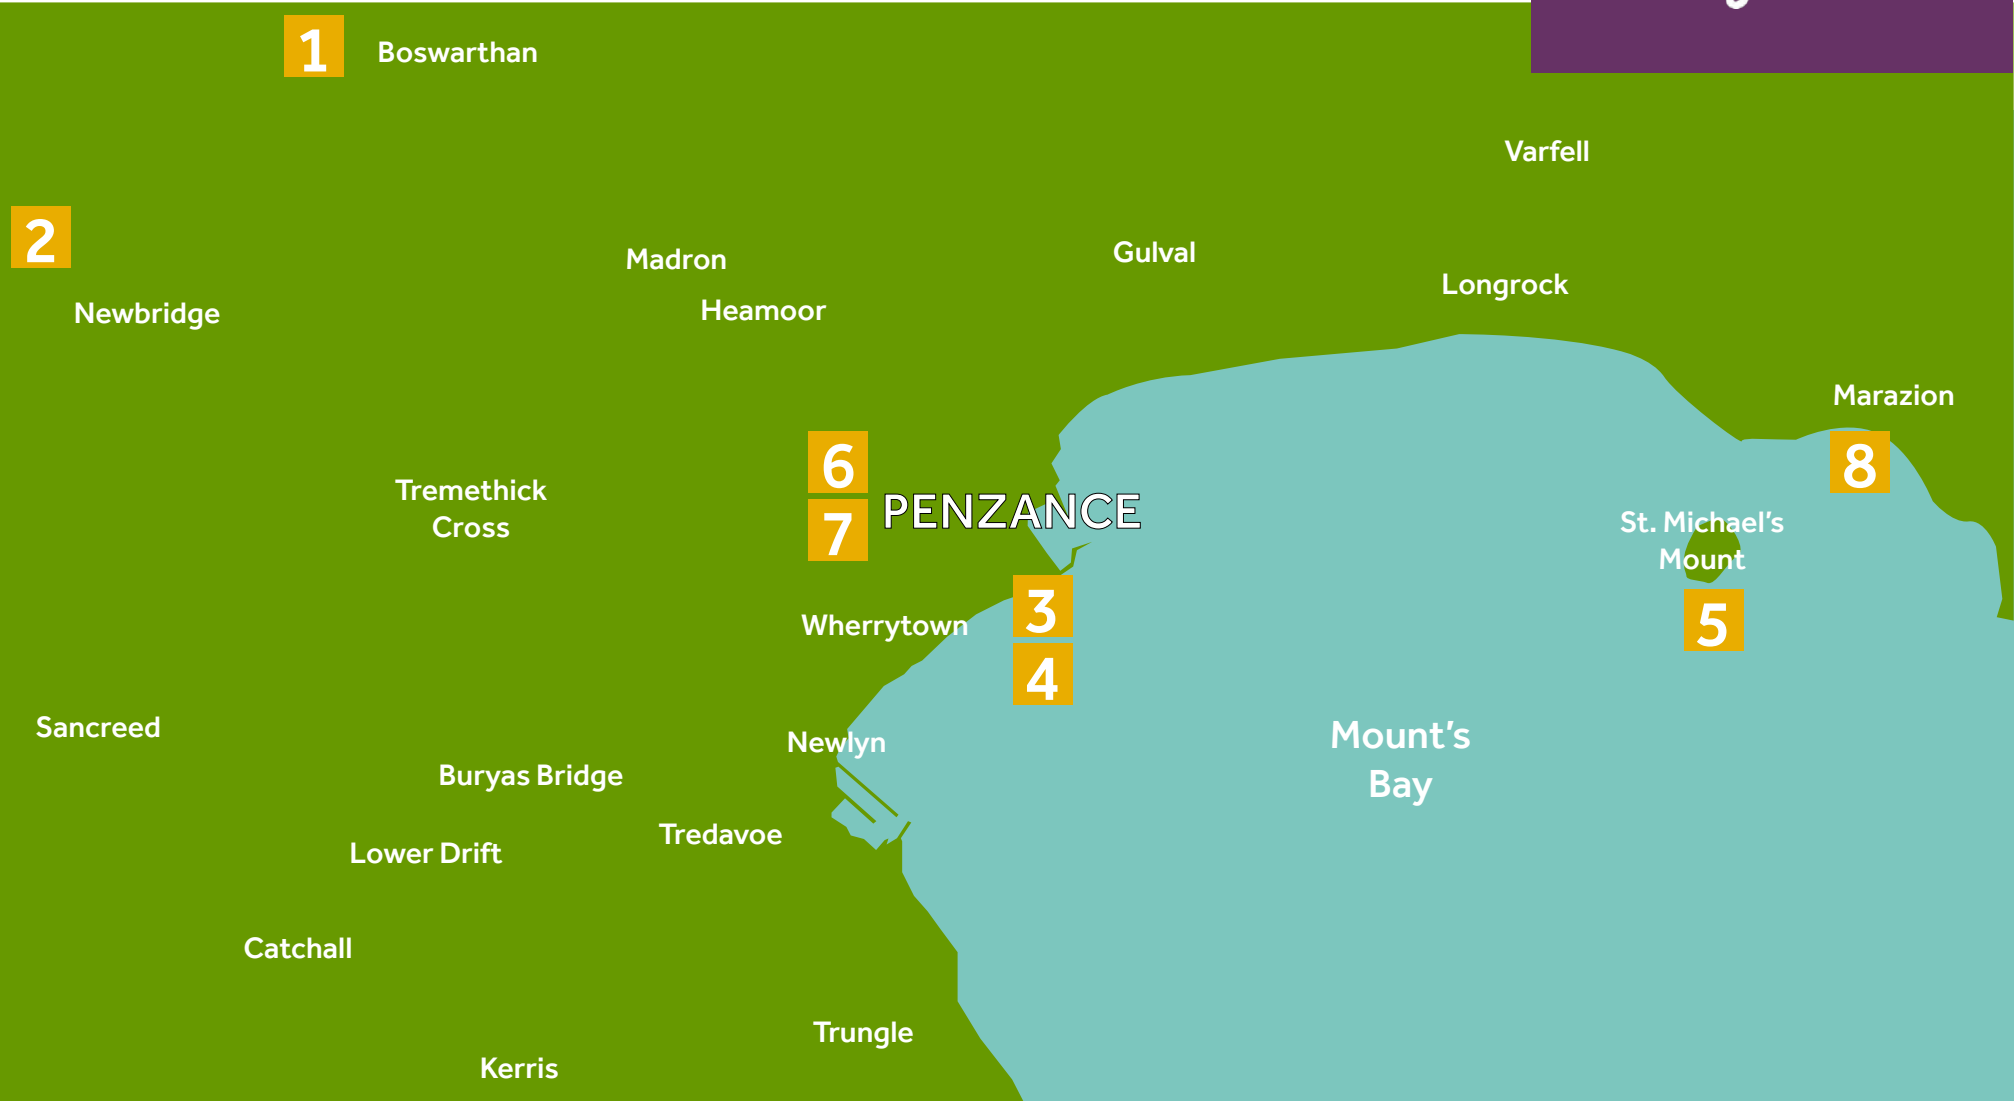 1
Boswarthan
Varfell
2
Madron
Gulval
Longrock
Newbridge
Heamoor
Marazion
6
8
Tremethick
Cross
PENZANCE
7
St. Michael's
Mount
3
Wherrytown
5
4
Sancreed
Newlyn
Mount's
Bay
Buryas Bridge
Tredavoe
Lower Drift
Catchall
Trungle
Kerris